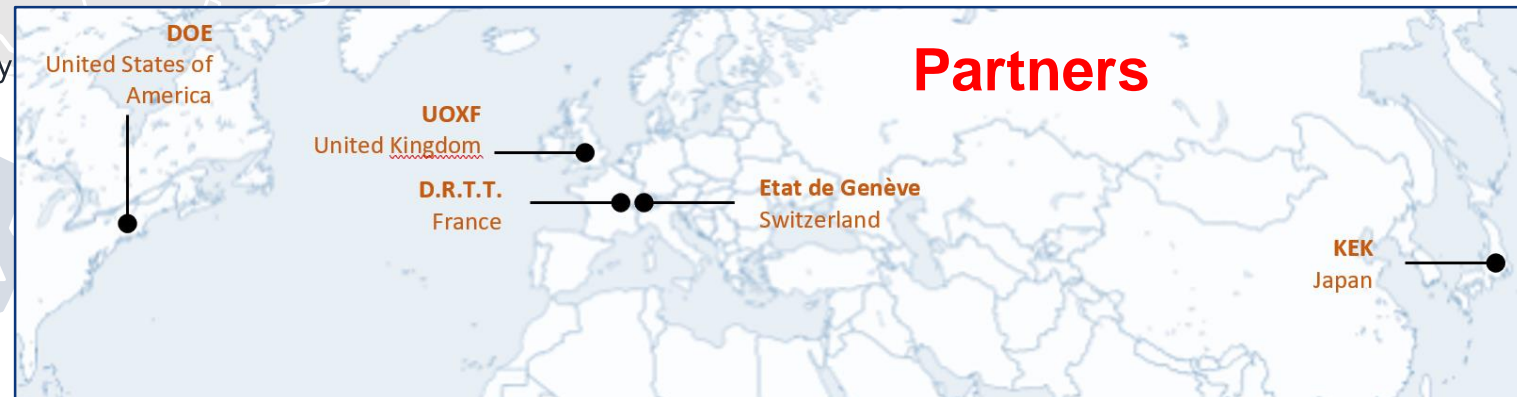 DOE
United States of
America
y
Partners
UOXF
United Kingdom
D.R.T.T.
France
Etat de Genève
Switzerland
KEK
Japan